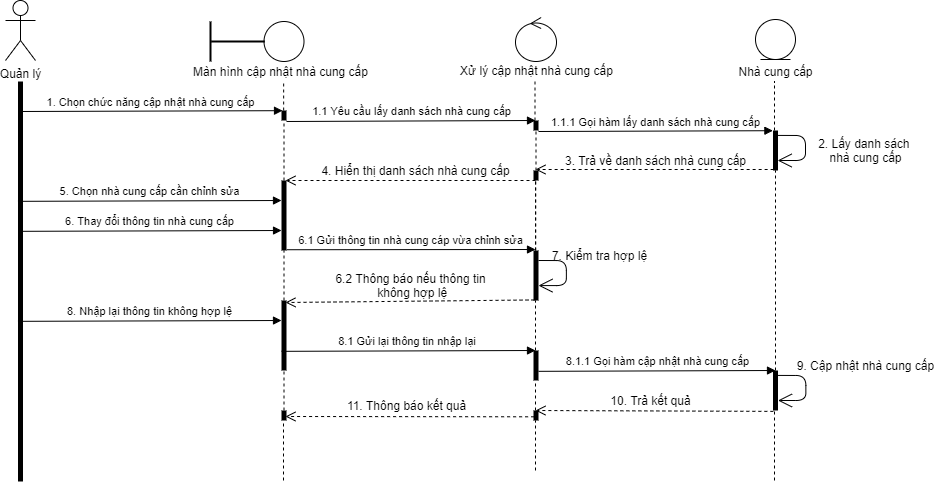 Quản lý
Màn hình cập nhật nhà cung cấp
Xử lý cập nhật nhà cung cấp
Nhà cung cấp
1. Chọn chức năng cập nhật nhà cung cấp
1.1 Yêu cầu lấy danh sách nhà cung cấp
1.1.1 Gọi hàm lấy danh sách nhà cung cấp
2. Lấy danh sách
nhà cung cấp
3. Trả về danh sách nhà cung cấp
4. Hiển thị danh sách nhà cung cấp
5. Chọn nhà cung cấp cần chỉnh sửa
6. Thay đổi thông tin nhà cung cấp
6.1 Gửi thông tin nhà cung cáp vừa chỉnh sửa
7. Kiểm tra hợp lệ
6.2 Thông báo nếu thông tin
không hợp lệ
8. Nhập lại thông tin không hợp lệ
8.1 Gửi lại thông tin nhập lại
8.1.1 Gọi hàm cập nhật nhà cung cấp
9. Cập nhật nhà cung cấp
10. Trả kết quả
11. Thông báo kết quả